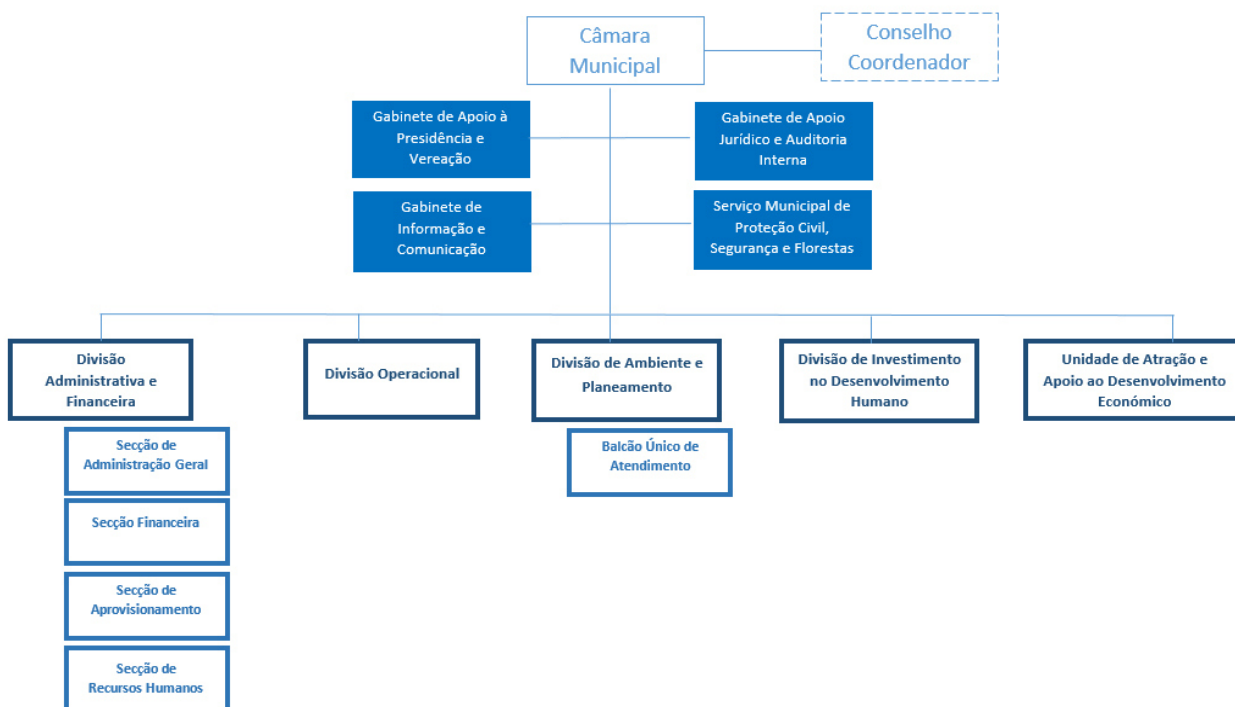 Câmara
Municipal
Conselho
Coordenador
Gabinete de Apoio à
Presidência e
Vereação
Gabinete de Apoio
Jurídico e Auditoria
Interna
Gabinete de
Informação e
Comunicação
Serviço Municipal de
Proteção Civil,
Segurança e Florestas
Divisão
Administrativa e
Financeira
Divisão Operacional
Divisão de Ambiente e
Planeamento
Divisão de Investimento
no Desenvolvimento
Humano
Unidade de Atração e
Apoio ao Desenvolvimento
Económico
Secção de
Administração Geral
Secção Financeira
Secção de
Aprovisionamento
Secção de
Recursos Humanos
Balcão Único de
Atendimento